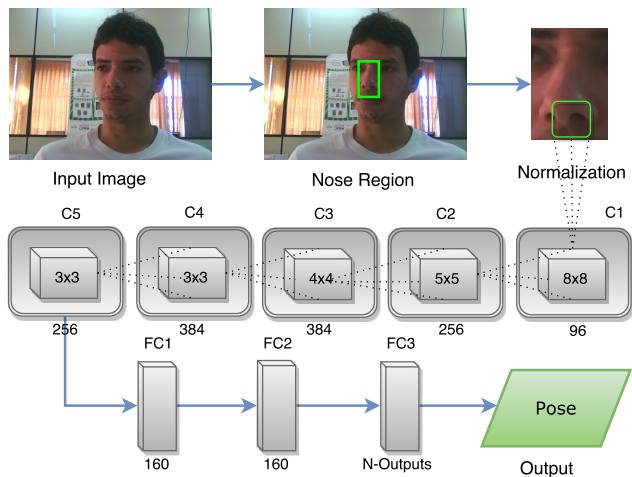 Input Image
Nose Region
Normalization
C5
C4
C3
C2
C1
3x3
3x3
4x4
5x5
8x8
256
384
384
256
96
FC1
FC2
FC3
160
160
N-Outputs
Pose
Output